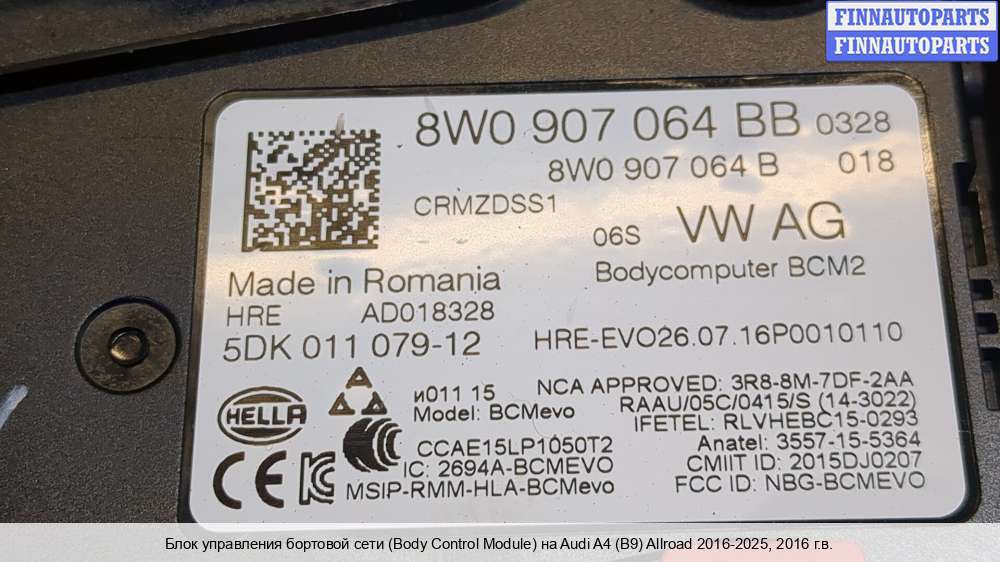 FINNAUTOPARTS
FINNAUTOPARTS
8W0 907 064 BB 0328
8W0 907 064 B 018
CRMZDSS1
06S VW AG
Bodycomputer BCM2
Made in Romania
HRE AD018328
5DK 011 079-12
HRE-EVO26.07.16P0010110
и011 15
Model: BCMevo
HELLA
CCAE15LP1050T2
IC: 2694A-BCMEVO
MSIP-RMM-HLA-BCMevo
CE
NCA APPROVED: 3R8-8M-7DF-2AA
RAAU/05C/0415/S (14-3022)
IFETEL: RLVHEBC15-0293
Anatel: 3557-15-5364
CMIIT ID: 2015DJ0207
FCC ID: NBG-BCMEVO
Блок управления бортовой сети (Body Control Module) на Audi A4 (B9) Allroad 2016-2025, 2016 г.в.